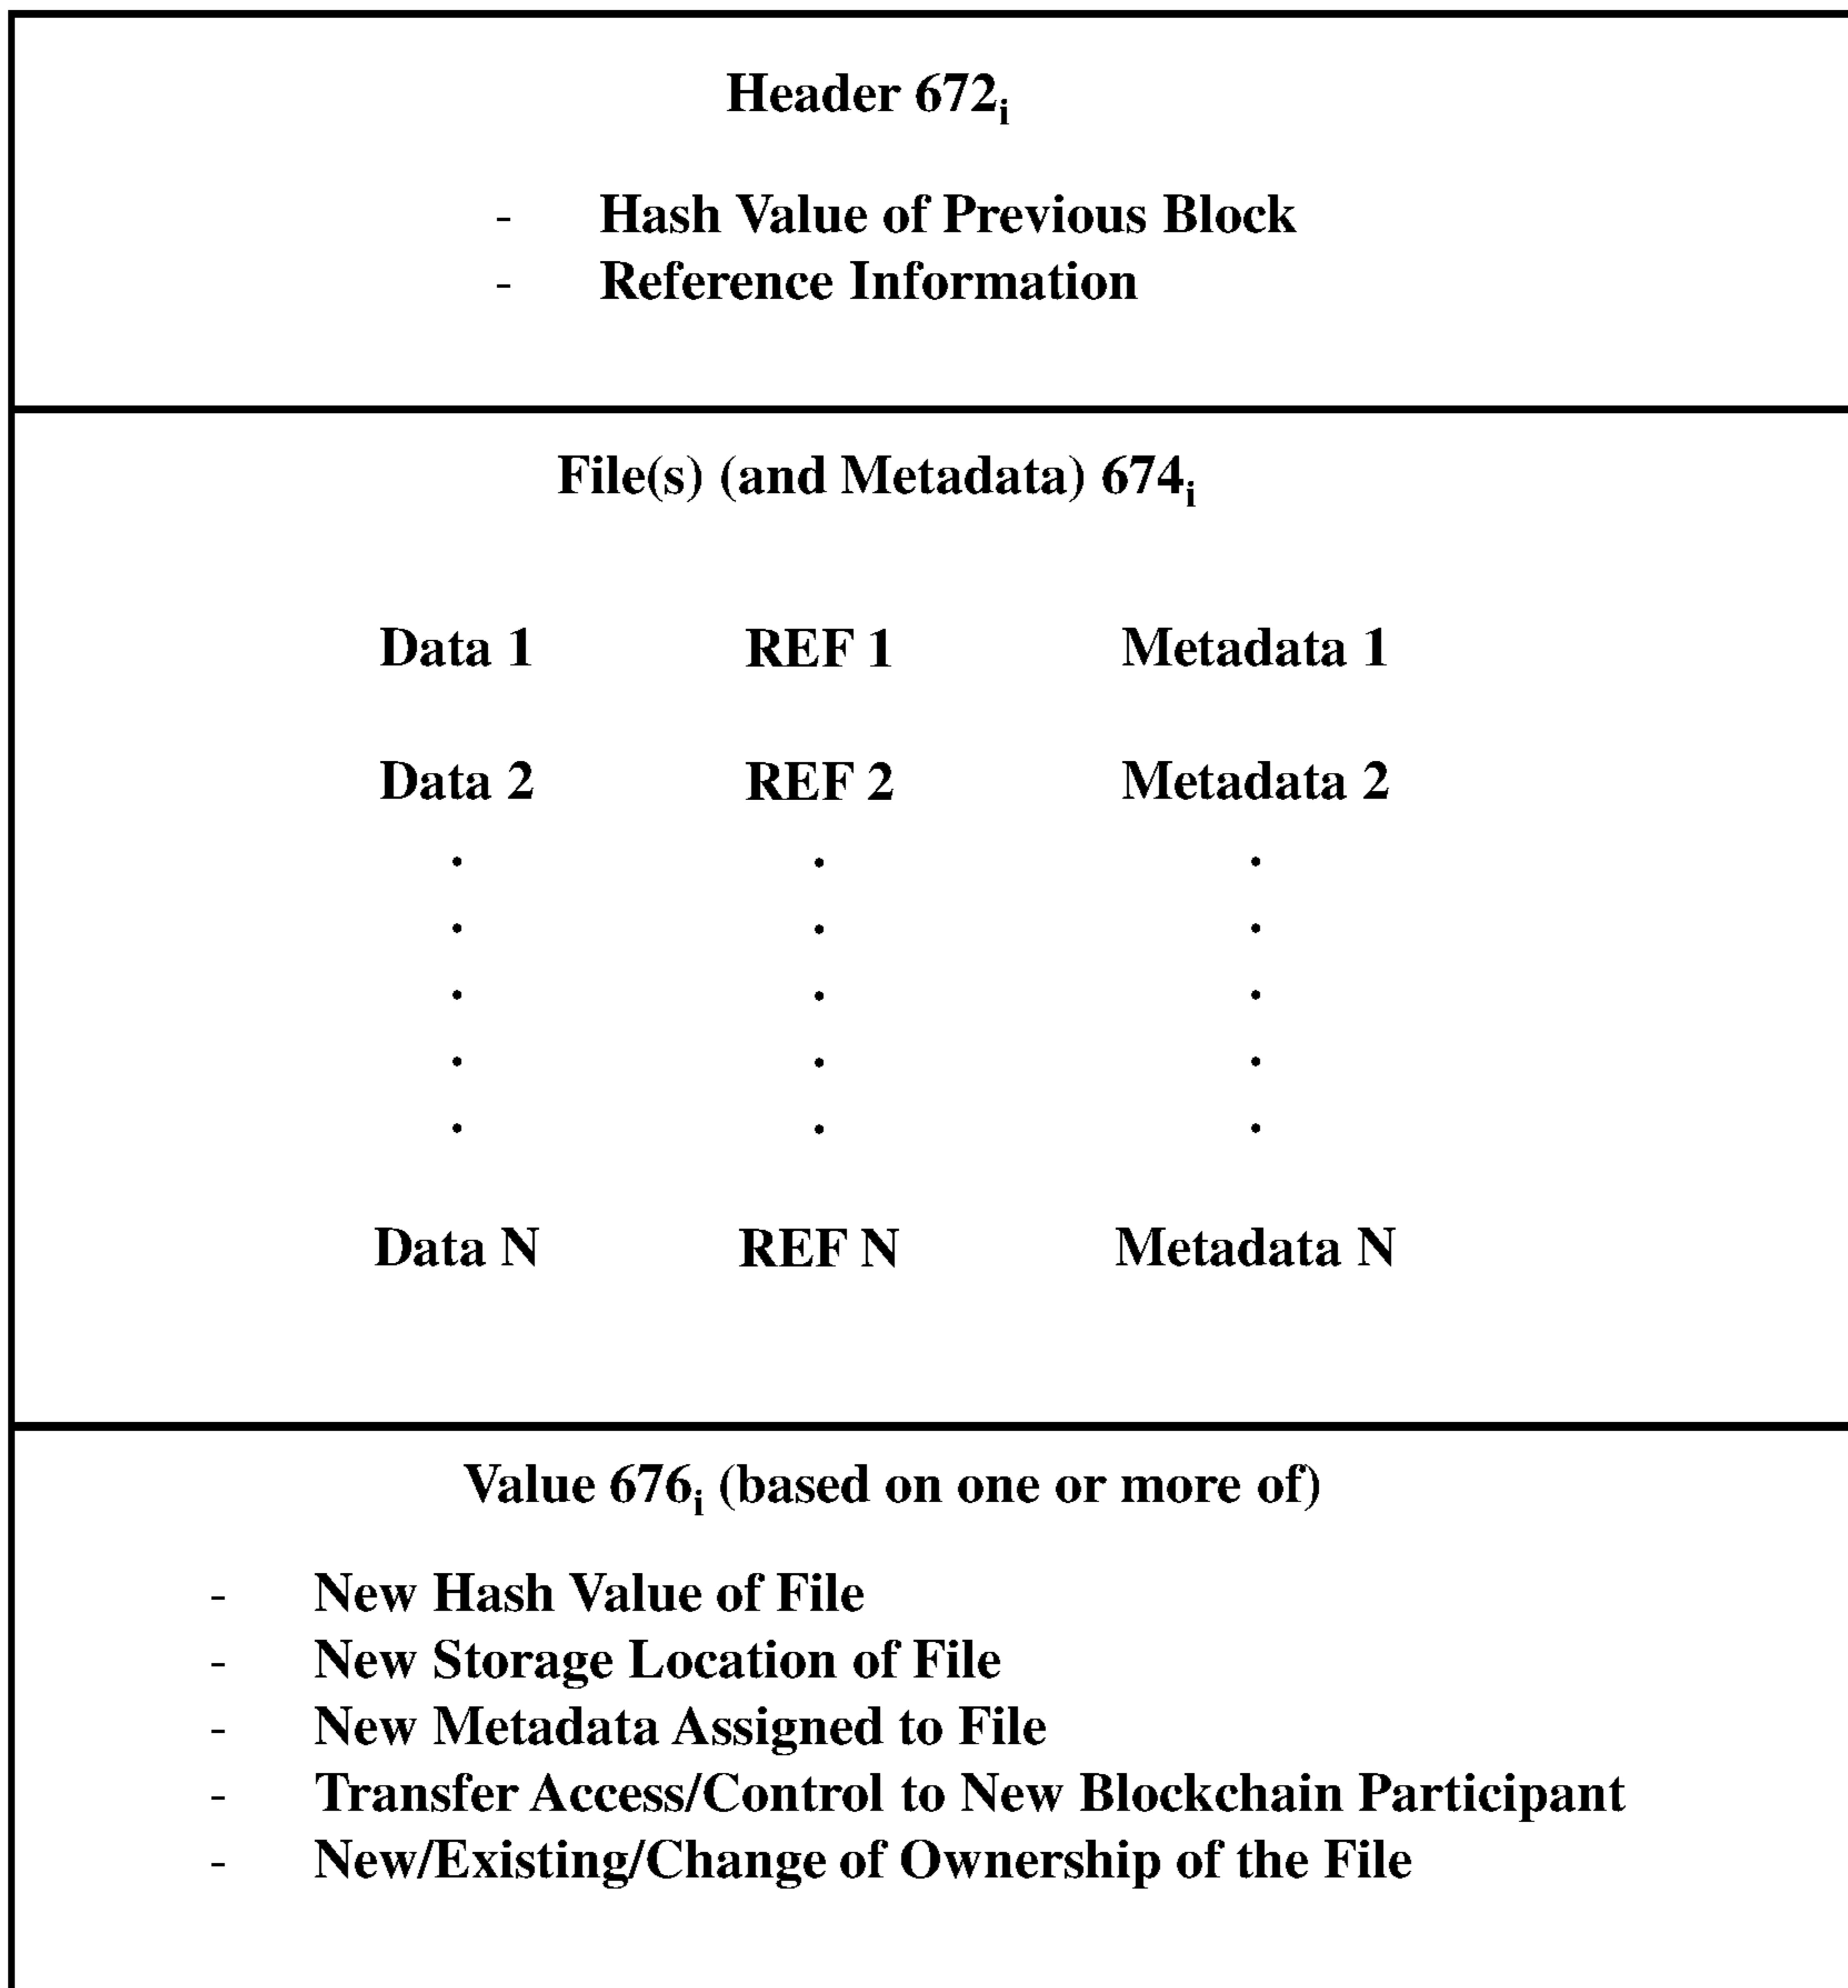 Header 672i
- Hash Value of Previous Block
- Reference Information
File(s) (and Metadata) 674i
Data 1 REF 1 Metadata 1
Data 2 REF 2 Metadata 2
. . .
. . .
. . .
. . .
. . .
Data N REF N Metadata N
Value 676i (based on one or more of)
- New Hash Value of File
- New Storage Location of File
- New Metadata Assigned to File
- Transfer Access/Control to New Blockchain Participant
- New/Existing/Change of Ownership of the File